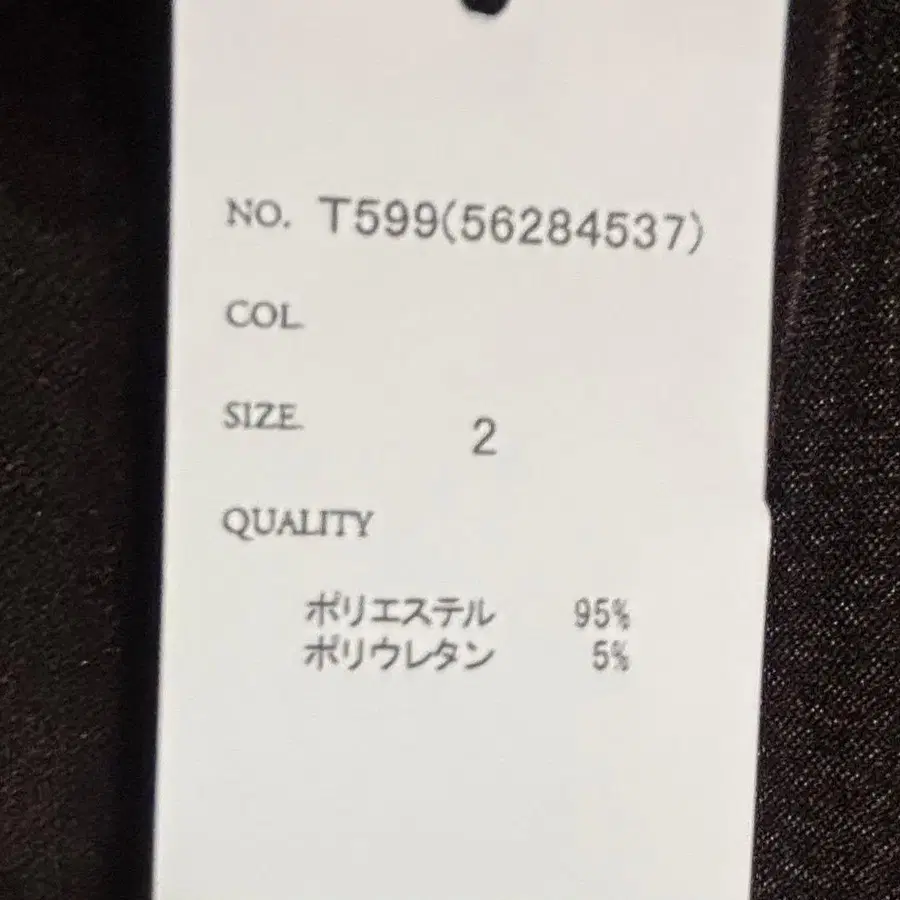 NO. T599(56284537)
COL
SIZE 2
QUALITY
ポリエステル 95%
ポリウレタン 5%